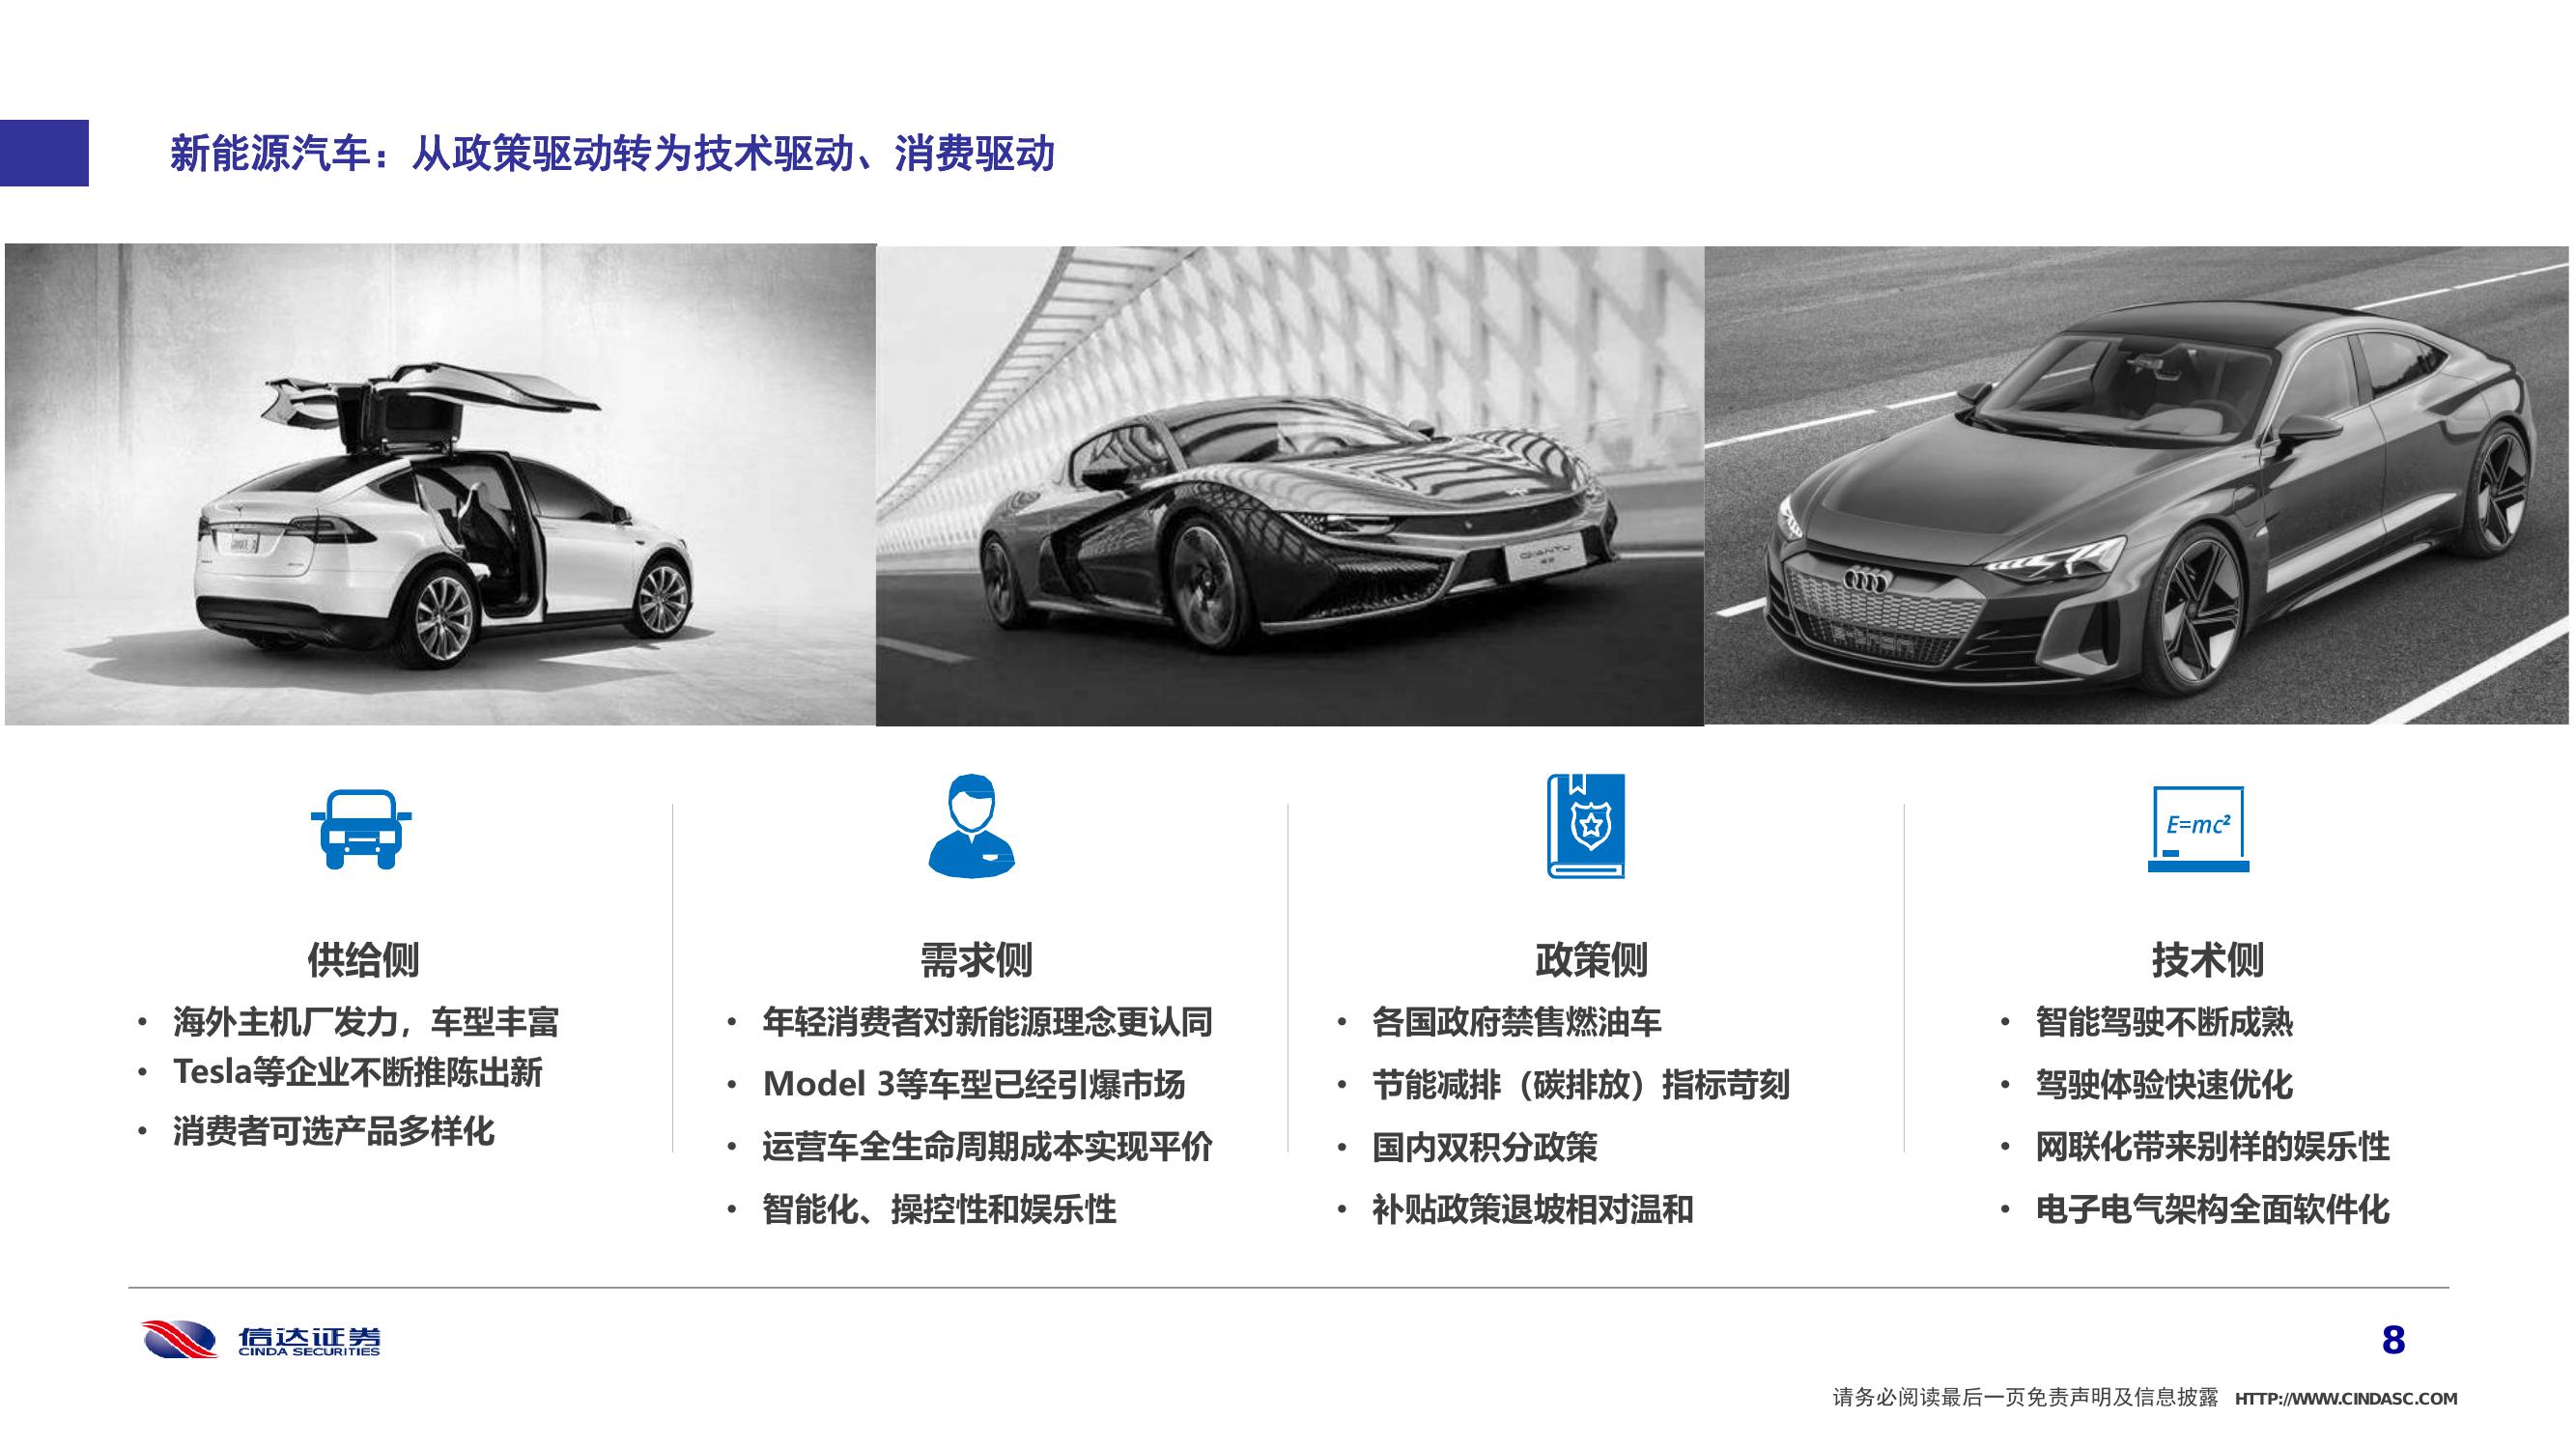 新能源汽车：从政策驱动转为技术驱动、消费驱动
QIANTU
E=mc²
供给侧
• 海外主机厂发力，车型丰富
• Tesla等企业不断推陈出新
• 消费者可选产品多样化
需求侧
• 年轻消费者对新能源理念更认同
• Model 3等车型已经引爆市场
• 运营车全生命周期成本实现平价
• 智能化、操控性和娱乐性
政策侧
• 各国政府禁售燃油车
• 节能减排（碳排放）指标苛刻
• 国内双积分政策
• 补贴政策退坡相对温和
技术侧
• 智能驾驶不断成熟
• 驾驶体验快速优化
• 网联化带来别样的娱乐性
• 电子电气架构全面软件化
信达证券
CINDA SECURITIES
8
请务必阅读最后一页免责声明及信息披露 HTTP://WWW.CINDASC.COM